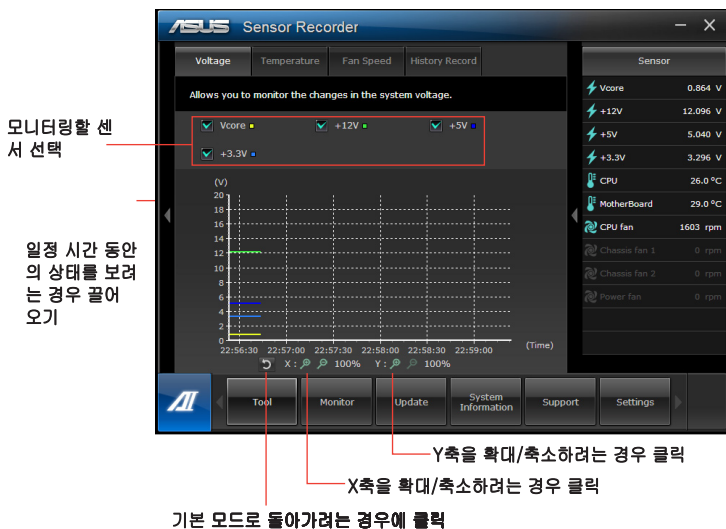 ASUS Sensor Recorder
Voltage Temperature Fan Speed History Record
Allows you to monitor the changes in the system voltage.
Vcore +12V +5V
+3.3V
모니터링할 센
서 선택
일정 시간 동안
의 상태를 보려
는 경우 끌어
오기
(V)
20
18
16
14
12
10
8
6
4
2
0
22:56:30 22:57:00 22:57:30 22:58:00 22:58:30 22:59:00 (Time)
X : 100% Y : 100%
Sensor
Vcore 0.864 V
+12V 12.096 V
+5V 5.040 V
+3.3V 3.296 V
CPU 26.0 ºC
MotherBoard 29.0 ºC
CPU fan 1603 rpm
Chassis fan 1 0 rpm
Chassis fan 2 0 rpm
Power fan 0 rpm
Tool Monitor Update System
Information Support Settings
Y축을 확대/축소하려는 경우 클릭
X축을 확대/축소하려는 경우 클릭
기본 모드로 돌아가려는 경우에 클릭